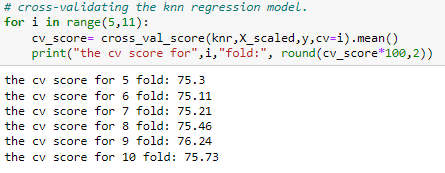 # cross-validating the knn regression model.
for i in range(5,11):
    cv_score= cross_val_score(knr,X_scaled,y,cv=i).mean()
    print("the cv score for",i,"fold:", round(cv_score*100,2))
the cv score for 5 fold: 75.3
the cv score for 6 fold: 75.11
the cv score for 7 fold: 75.21
the cv score for 8 fold: 75.46
the cv score for 9 fold: 76.24
the cv score for 10 fold: 75.73